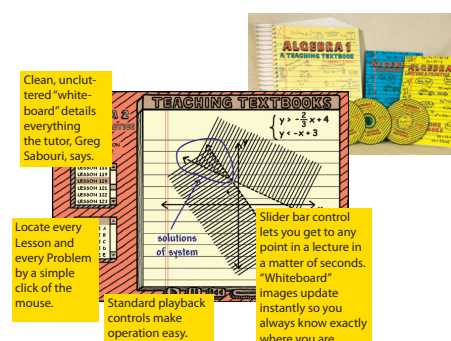 ALGEBRA 1
A TEACHING TEXTBOOK
Clean, unclut-
tered "white-
board" details
everything
the tutor, Greg
Sabouri, says.
TEACHING TEXTBOOKS
y > -2/3 x + 4
y < -x + 3
y
LESSON 119
LESSON 120
LESSON 121
LESSON 122
LESSON 123
solutions
of system
Locate every
Lesson and
every Problem
by a simple
click of the
mouse.
Standard playback
controls make
operation easy.
Slider bar control
lets you get to any
point in a lecture in
a matter of seconds.
"Whiteboard"
images update
instantly so you
always know exactly
where you are